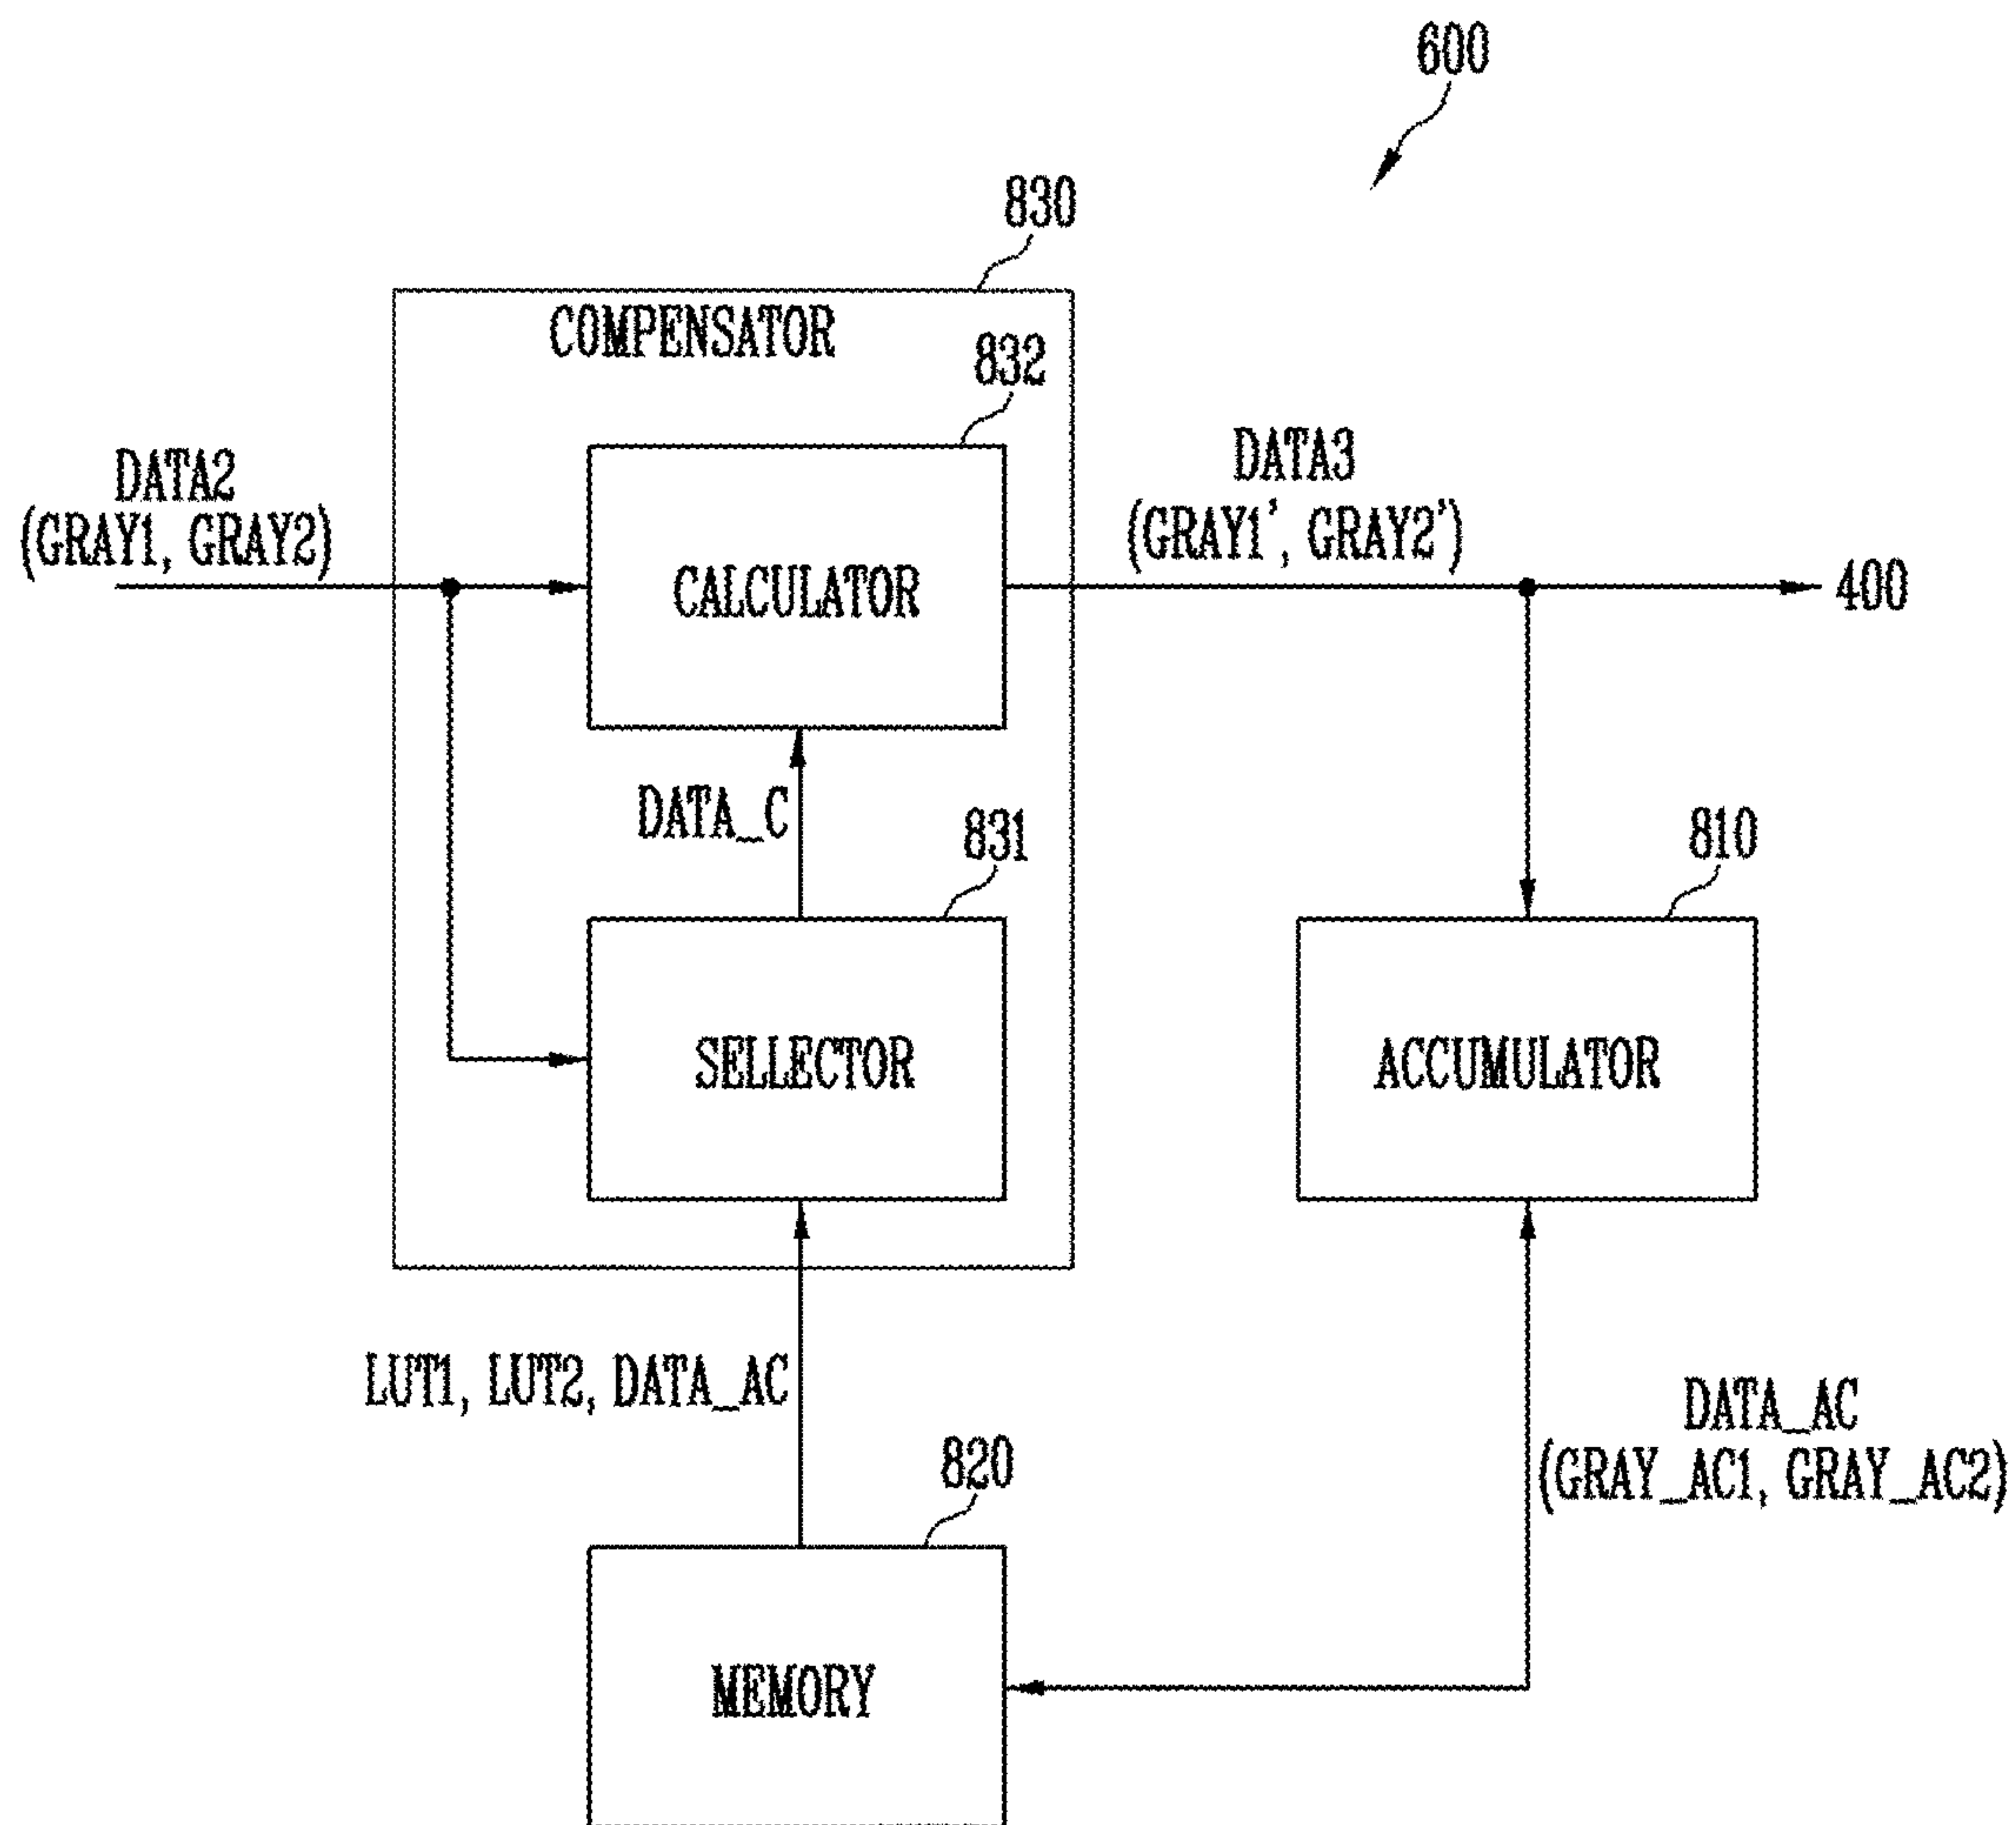 600
830
COMPENSATOR
832
DATA2
(GRAY1, GRAY2)
CALCULATOR
DATA3
(GRAY1', GRAY2')
400
DATA_C
831
810
SELLECTOR
ACCUMULATOR
LUT1, LUT2, DATA_AC
DATA_AC
(GRAY_AC1, GRAY_AC2)
820
MEMORY